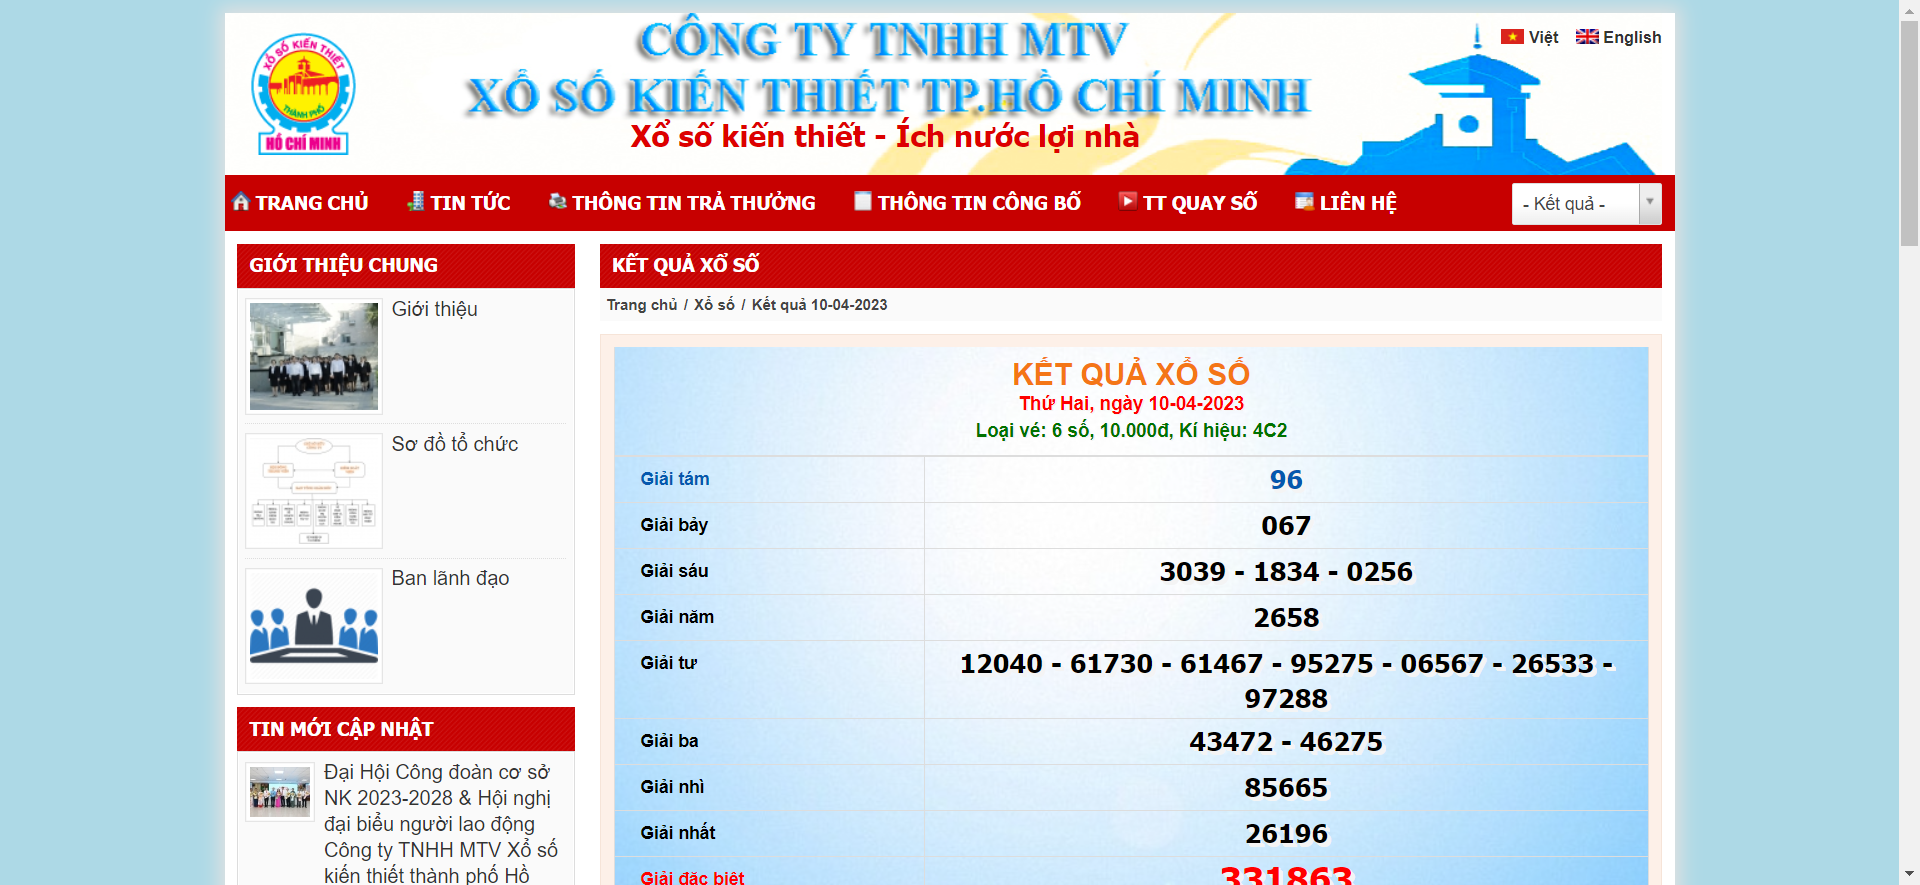 XỔ SỐ KIẾN THIẾT
THÀNH PHỐ
HỒ CHÍ MINH
CÔNG TY TNHH MTV
XỔ SỐ KIẾN THIẾT TP.HỒ CHÍ MINH
Xổ số kiến thiết - Ích nước lợi nhà
Việt English
TRANG CHỦ TIN TỨC THÔNG TIN TRẢ THƯỞNG THÔNG TIN CÔNG BỐ TT QUAY SỐ LIÊN HỆ - Kết quả -
GIỚI THIỆU CHUNG
Giới thiệu
Sơ đồ tổ chức
Ban lãnh đạo
TIN MỚI CẬP NHẬT
Đại Hội Công đoàn cơ sở
NK 2023-2028 & Hội nghị
đại biểu người lao động
Công ty TNHH MTV Xổ số
kiến thiết thành phố Hồ
KẾT QUẢ XỔ SỐ
Trang chủ / Xổ số / Kết quả 10-04-2023
KẾT QUẢ XỔ SỐ
Thứ Hai, ngày 10-04-2023
Loại vé: 6 số, 10.000đ, Kí hiệu: 4C2
Giải tám 96
Giải bảy 067
Giải sáu 3039 - 1834 - 0256
Giải năm 2658
Giải tư 12040 - 61730 - 61467 - 95275 - 06567 - 26533 -
97288
Giải ba 43472 - 46275
Giải nhì 85665
Giải nhất 26196
Giải đặc biệt 331863